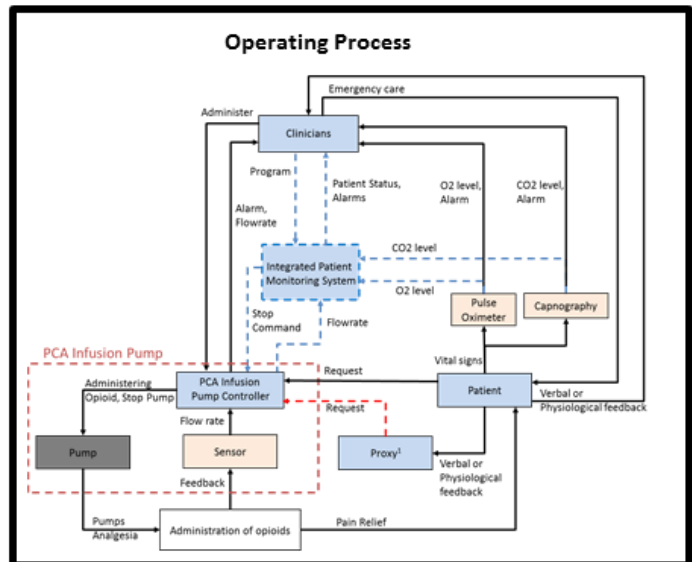 Operating Process
Emergency care
Administer
Clinicians
Program
Patient Status,
Alarms
O2 level,
Alarm
CO2 level,
Alarm
Alarm,
Flowrate
CO2 level
Integrated Patient
Monitoring System
O2 level
Pulse
Oximeter
Capnography
Stop
Command
Flowrate
PCA Infusion Pump
Vital signs
Request
Administering
Opioid, Stop Pump
PCA Infusion
Pump Controller
Patient
Verbal or
Physiological feedback
Request
Flow rate
Pump
Sensor
Proxy¹
Verbal or
Physiological
feedback
Feedback
Pumps
Analgesia
Administration of opioids
Pain Relief